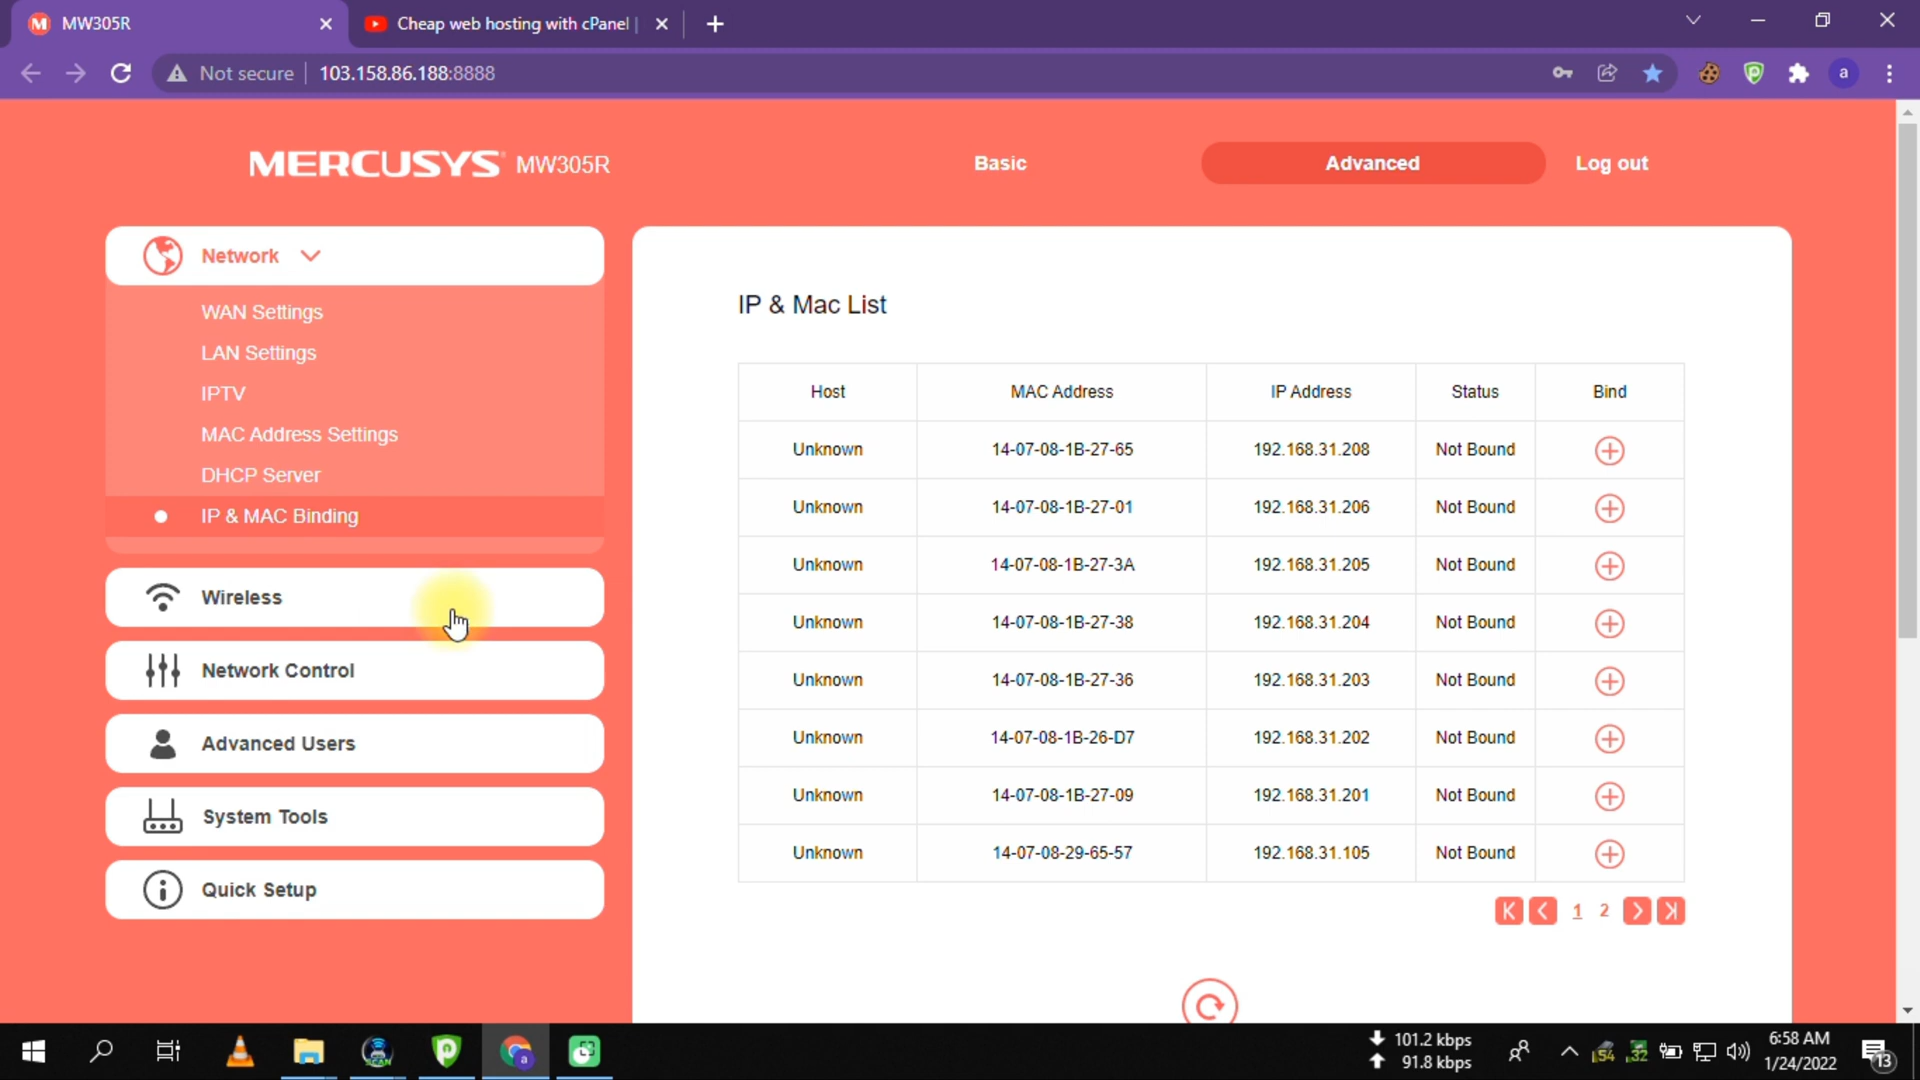 MW305R
Cheap web hosting with cPanel
Not secure
103.158.86.188:8888
a
MERCUSYS MW305R
Basic
Advanced
Log out
Network
WAN Settings
LAN Settings
IPTV
MAC Address Settings
DHCP Server
IP & MAC Binding
Wireless
Network Control
Advanced Users
System Tools
Quick Setup
IP & Mac List
Host MAC Address IP Address Status Bind
Unknown 14-07-08-1B-27-65 192.168.31.208 Not Bound
Unknown 14-07-08-1B-27-01 192.168.31.206 Not Bound
Unknown 14-07-08-1B-27-3A 192.168.31.205 Not Bound
Unknown 14-07-08-1B-27-38 192.168.31.204 Not Bound
Unknown 14-07-08-1B-27-36 192.168.31.203 Not Bound
Unknown 14-07-08-1B-26-D7 192.168.31.202 Not Bound
Unknown 14-07-08-1B-27-09 192.168.31.201 Not Bound
Unknown 14-07-08-29-65-57 192.168.31.105 Not Bound
1 2
SCAN
a
101.2 kbps
91.8 kbps
54
32
6:58 AM
1/24/2022
13